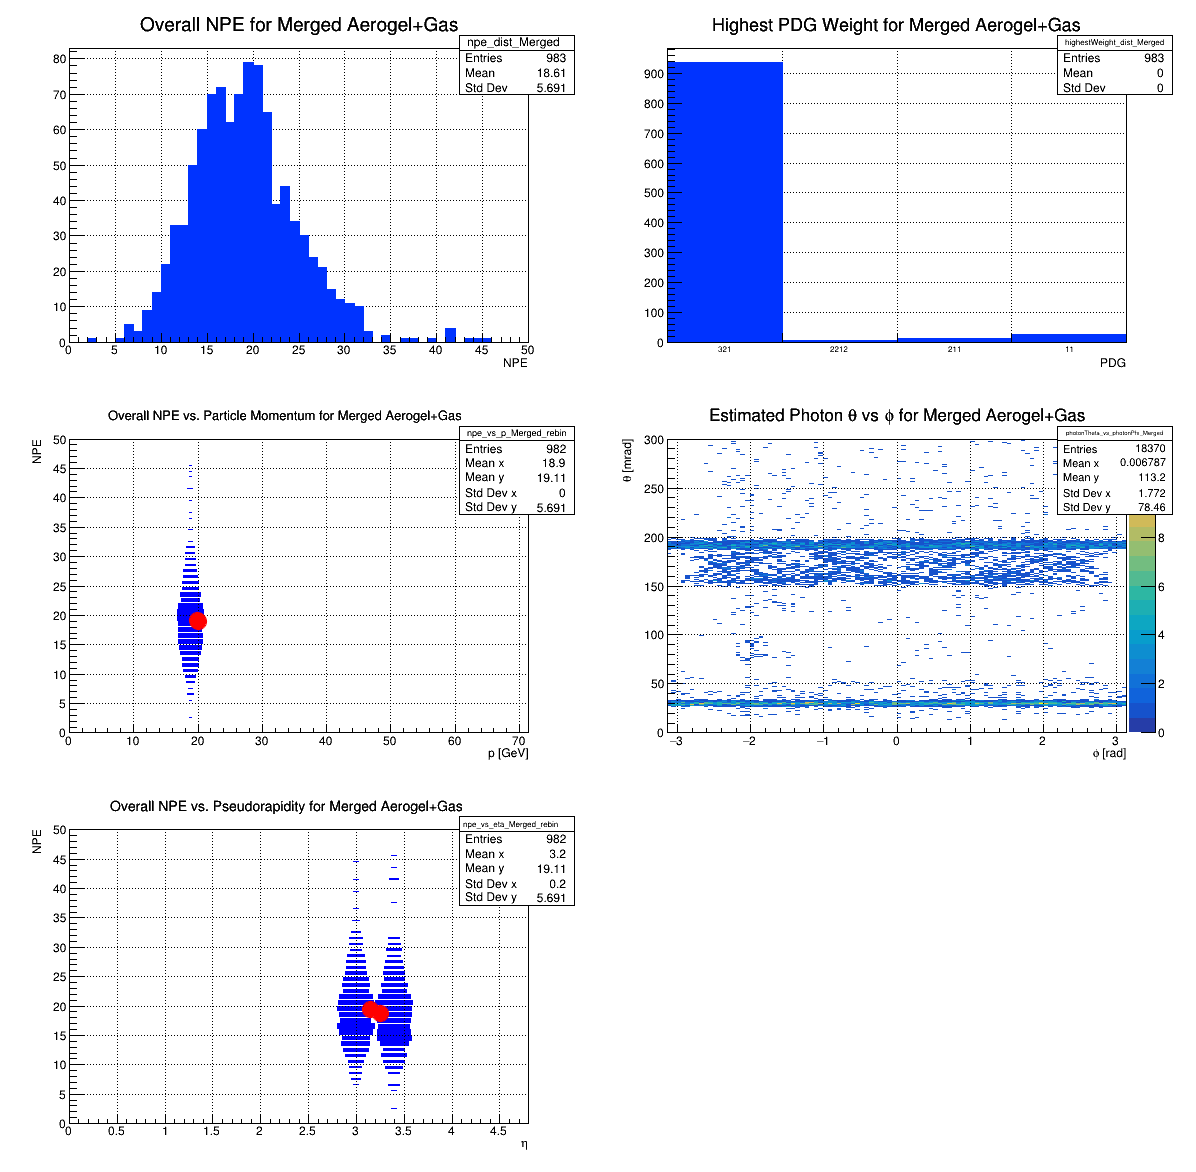 Overall NPE for Merged Aerogel+Gas
npe_dist_Merged
Entries 983
Mean 18.61
Std Dev 5.691
80
70
60
50
40
30
20
10
0
0 5 10 15 20 25 30 35 40 45 50
NPE
Highest PDG Weight for Merged Aerogel+Gas
highestWeight_dist_Merged
Entries 983
Mean 0
Std Dev 0
900
800
700
600
500
400
300
200
100
0
321 2212 211 11
PDG
Overall NPE vs. Particle Momentum for Merged Aerogel+Gas
npe_vs_p_Merged_rebin
Entries 982
Mean x 18.9
Mean y 19.11
Std Dev x 0
Std Dev y 5.691
NPE
50
45
40
35
30
25
20
15
10
5
0
0 10 20 30 40 50 60 70
p [GeV]
Estimated Photon θ vs ϕ for Merged Aerogel+Gas
photonTheta_vs_photonPhi_Merged
Entries 18370
Mean x 0.006787
Mean y 113.2
Std Dev x 1.772
Std Dev y 78.46
θ [mrad]
300
250
200
150
100
50
0
−3 −2 −1 0 1 2 3
ϕ [rad]
8
6
4
2
0
Overall NPE vs. Pseudorapidity for Merged Aerogel+Gas
npe_vs_eta_Merged_rebin
Entries 982
Mean x 3.2
Mean y 19.11
Std Dev x 0.2
Std Dev y 5.691
NPE
50
45
40
35
30
25
20
15
10
5
0
0 0.5 1 1.5 2 2.5 3 3.5 4 4.5
η